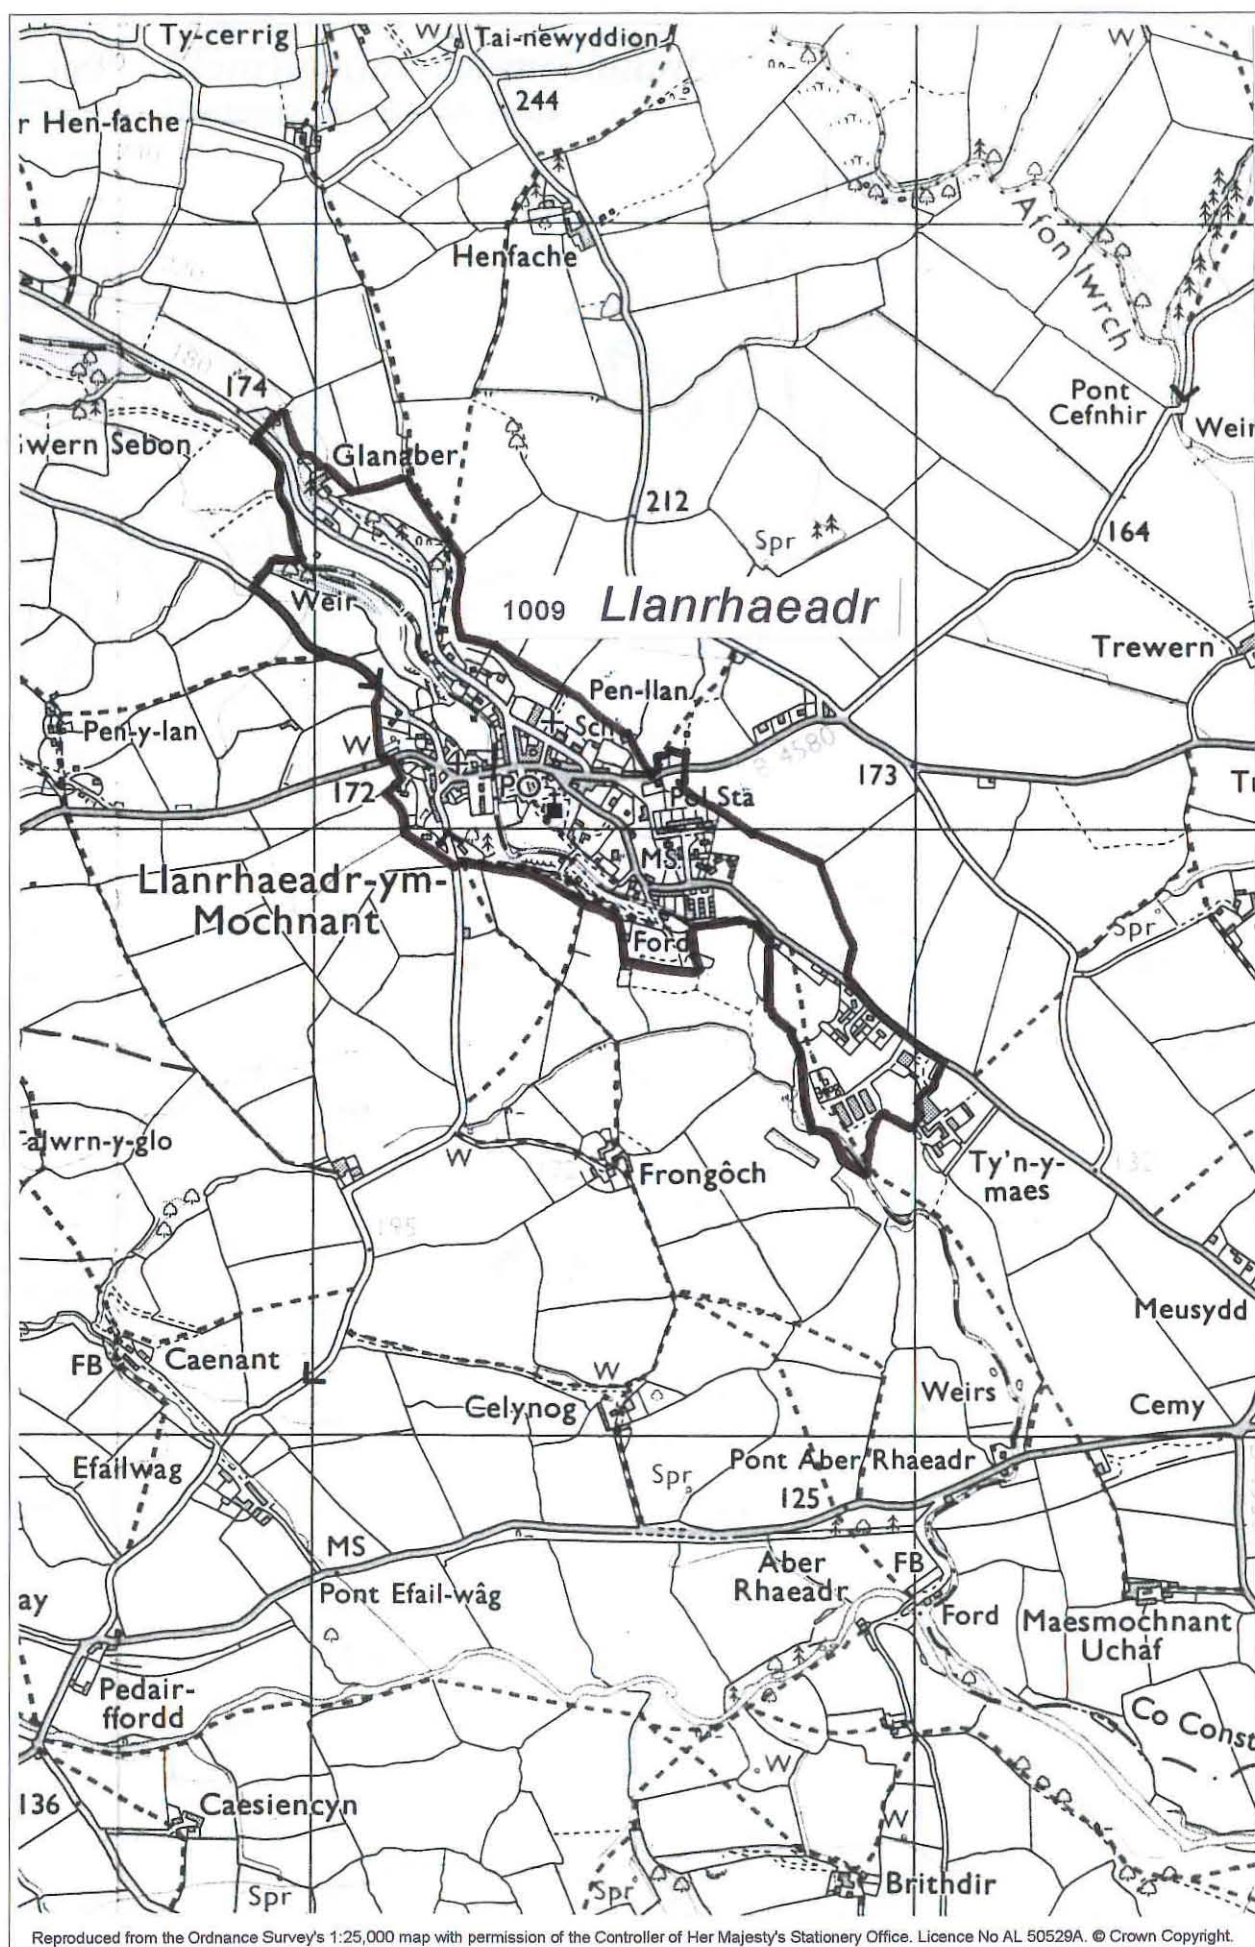 Ty-cerrig
W
Tai-newyddion
W
244
r Hen-fache
Henfache
Afon Iwrch
180
174
Pont
Cefnhir
Weir
wern Sebon
Glanaber
212
Spr
164
Weir
1009 Llanrhaeadr
Trewern
Pen-llan
Sch
Pen-y-lan
W
B 4580
173
172
P
Pol Sta
MS
Llanrhaeadr-ym-
Mochnant
Ford
Spr
alwrn-y-glo
W
Frongôch
Ty'n-y-
maes
132
195
Meusydd
FB
Caenant
W
Celynog
Weirs
Cemy
Efailwag
Spr
Pont Aber Rhaeadr
125
MS
Pont Efail-wâg
Aber
Rhaeadr
FB
Ford
Maesmochnant
Uchaf
ay
Pedair-
ffordd
Co Const
W
136
Caesiencyn
W
Spr
Spr
Brithdir
Reproduced from the Ordnance Survey's 1:25,000 map with permission of the Controller of Her Majesty's Stationery Office. Licence No AL 50529A. © Crown Copyright.